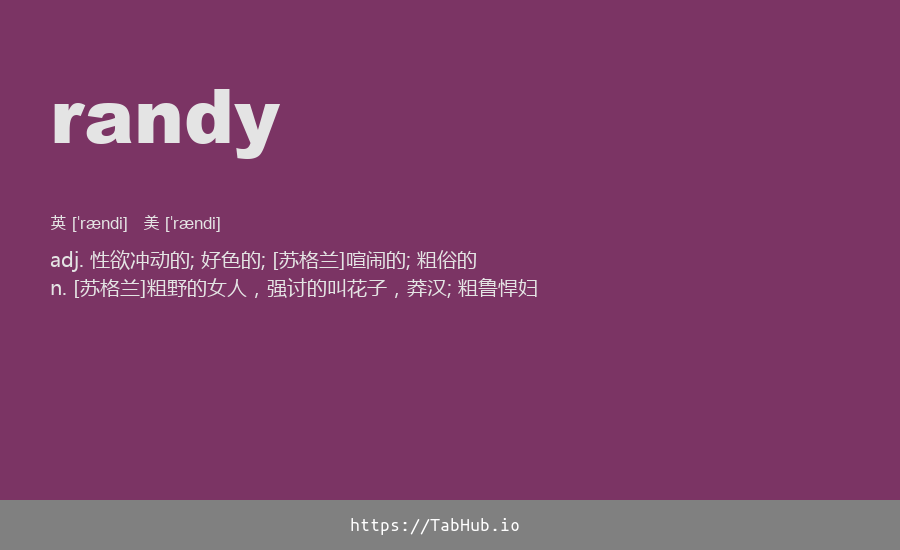 randy
英 [ˈrændi] 美 [ˈrændi]
adj. 性欲冲动的; 好色的; [苏格兰]喧闹的; 粗俗的
n. [苏格兰]粗野的女人，强讨的叫花子，莽汉; 粗鲁悍妇
https://TabHub.io